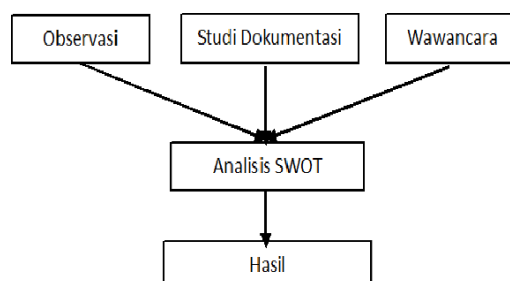 Observasi
Studi Dokumentasi
Wawancara
Analisis SWOT
Hasil